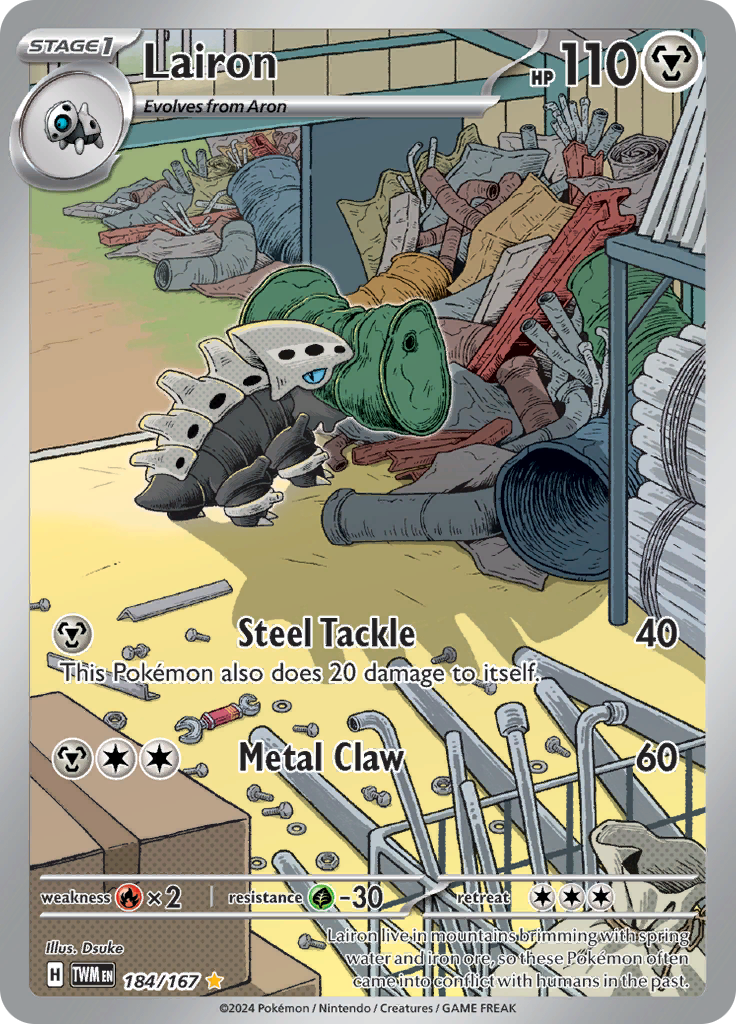 STAGE 1
Lairon
HP 110
Evolves from Aron
Steel Tackle 40
This Pokémon also does 20 damage to itself.
Metal Claw 60
weakness ×2 resistance -30 retreat
Lairon live in mountains brimming with spring
water and iron ore, so these Pokémon often
came into conflict with humans in the past.
Illus. Dsuke
H TWM EN 184/167
©2024 Pokémon / Nintendo / Creatures / GAME FREAK